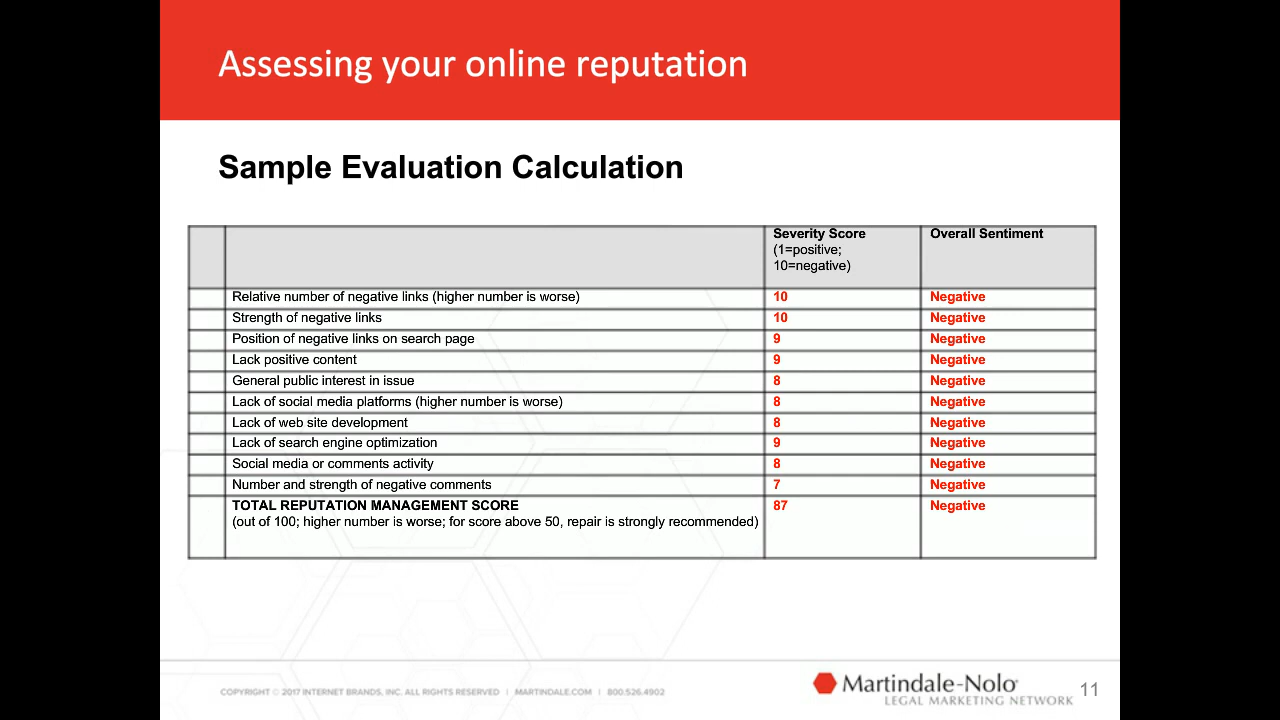 Assessing your online reputation
Sample Evaluation Calculation
Severity Score Overall Sentiment
(1=positive;
10=negative)
Relative number of negative links (higher number is worse) 10 Negative
Strength of negative links 10 Negative
Position of negative links on search page 9 Negative
Lack positive content 9 Negative
General public interest in issue 8 Negative
Lack of social media platforms (higher number is worse) 8 Negative
Lack of web site development 8 Negative
Lack of search engine optimization 9 Negative
Social media or comments activity 8 Negative
Number and strength of negative comments 7 Negative
TOTAL REPUTATION MANAGEMENT SCORE 87 Negative
(out of 100; higher number is worse; for score above 50, repair is strongly recommended)
COPYRIGHT © 2017 INTERNET BRANDS, INC. ALL RIGHTS RESERVED | MARTINDALE.COM | 800.526.4902
Martindale-Nolo
LEGAL MARKETING NETWORK
11